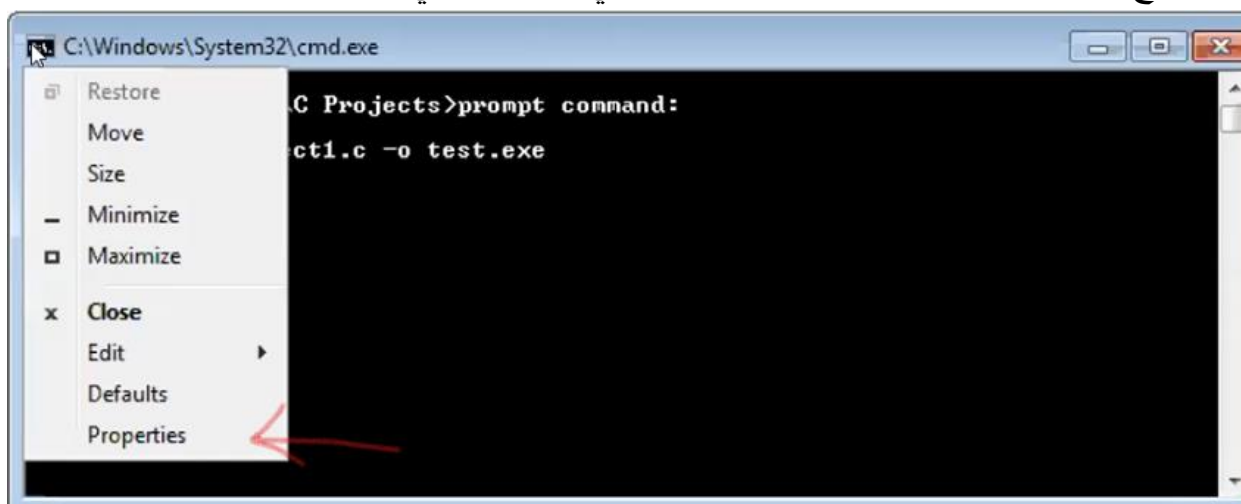 C:\Windows\System32\cmd.exe
Restore
Move
Size
Minimize
Maximize
Close
Edit
Defaults
Properties
\C Projects>prompt command:
ct1.c -o test.exe